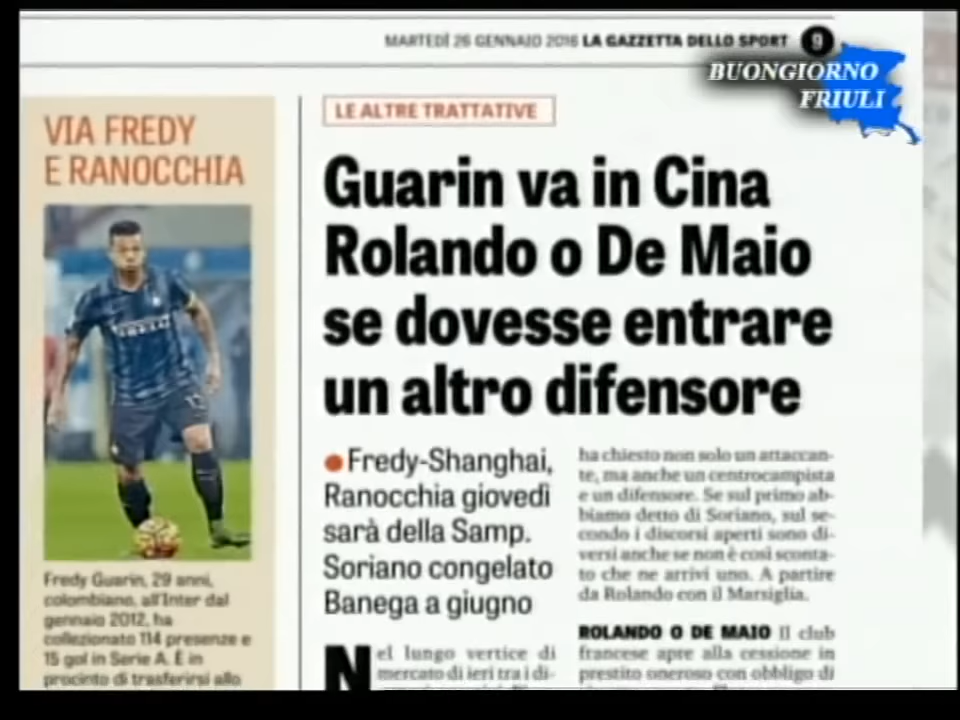 MARTEDÌ 26 GENNAIO 2016 LA GAZZETTA DELLO SPORT 9
BUONGIORNO
FRIULI
VIA FREDY
E RANOCCHIA
Fredy Guarin, 29 anni,
colombiano, all'Inter dal
gennaio 2012, ha
collezionato 114 presenze e
15 gol in Serie A. È in
procinto di trasferirsi allo
LE ALTRE TRATTATIVE
Guarin va in Cina
Rolando o De Maio
se dovesse entrare
un altro difensore
Fredy-Shanghai,
Ranocchia giovedì
sarà della Samp.
Soriano congelato
Banega a giugno
Nel lungo vertice di
mercato di ieri tra i di-
ha chiesto non solo un attaccan-
te, ma anche un centrocampista
e un difensore. Se sul primo ab-
biamo detto di Soriano, sul se-
condo i discorsi aperti sono di-
versi anche se non è così sconta-
to che ne arrivi uno. A partire
da Rolando con il Marsiglia.
ROLANDO O DE MAIO Il club
francese apre alla cessione in
prestito oneroso con obbligo di